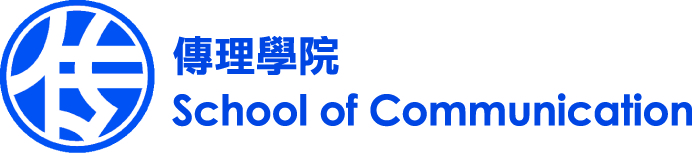 傳理學院
School of Communication